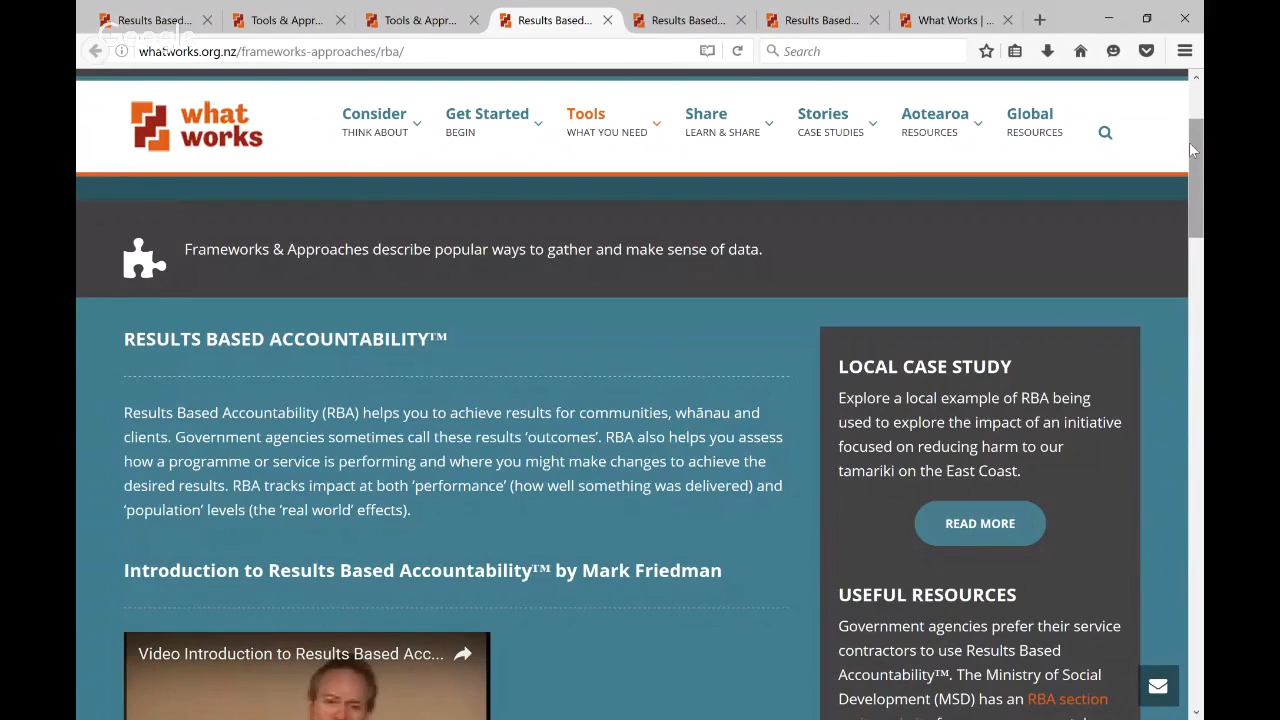 Results Based...
Tools & Appr...
Tools & Appr...
Results Based...
Results Based...
Results Based...
What Works | ...
Google
whatworks.org.nz/frameworks-approaches/rba/
Search
what works
Consider
THINK ABOUT
Get Started
BEGIN
Tools
WHAT YOU NEED
Share
LEARN & SHARE
Stories
CASE STUDIES
Aotearoa
RESOURCES
Global
RESOURCES
Frameworks & Approaches describe popular ways to gather and make sense of data.
RESULTS BASED ACCOUNTABILITY™
Results Based Accountability (RBA) helps you to achieve results for communities, whānau and
clients. Government agencies sometimes call these results ‘outcomes’. RBA also helps you assess
how a programme or service is performing and where you might make changes to achieve the
desired results. RBA tracks impact at both ‘performance’ (how well something was delivered) and
‘population’ levels (the ‘real world’ effects).
Introduction to Results Based Accountability™ by Mark Friedman
Video Introduction to Results Based Acc...
LOCAL CASE STUDY
Explore a local example of RBA being
used to explore the impact of an initiative
focused on reducing harm to our
tamariki on the East Coast.
READ MORE
USEFUL RESOURCES
Government agencies prefer their service
contractors to use Results Based
Accountability™. The Ministry of Social
Development (MSD) has an RBA section